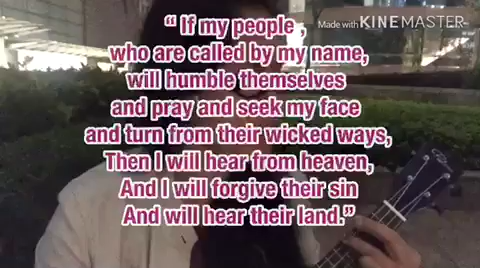 “ If my people ,
Made with KINEMASTER
who are called by my name,
will humble themselves
and pray and seek my face
and turn from their wicked ways,
Then I will hear from heaven,
And I will forgive their sin
And will hear their land.”